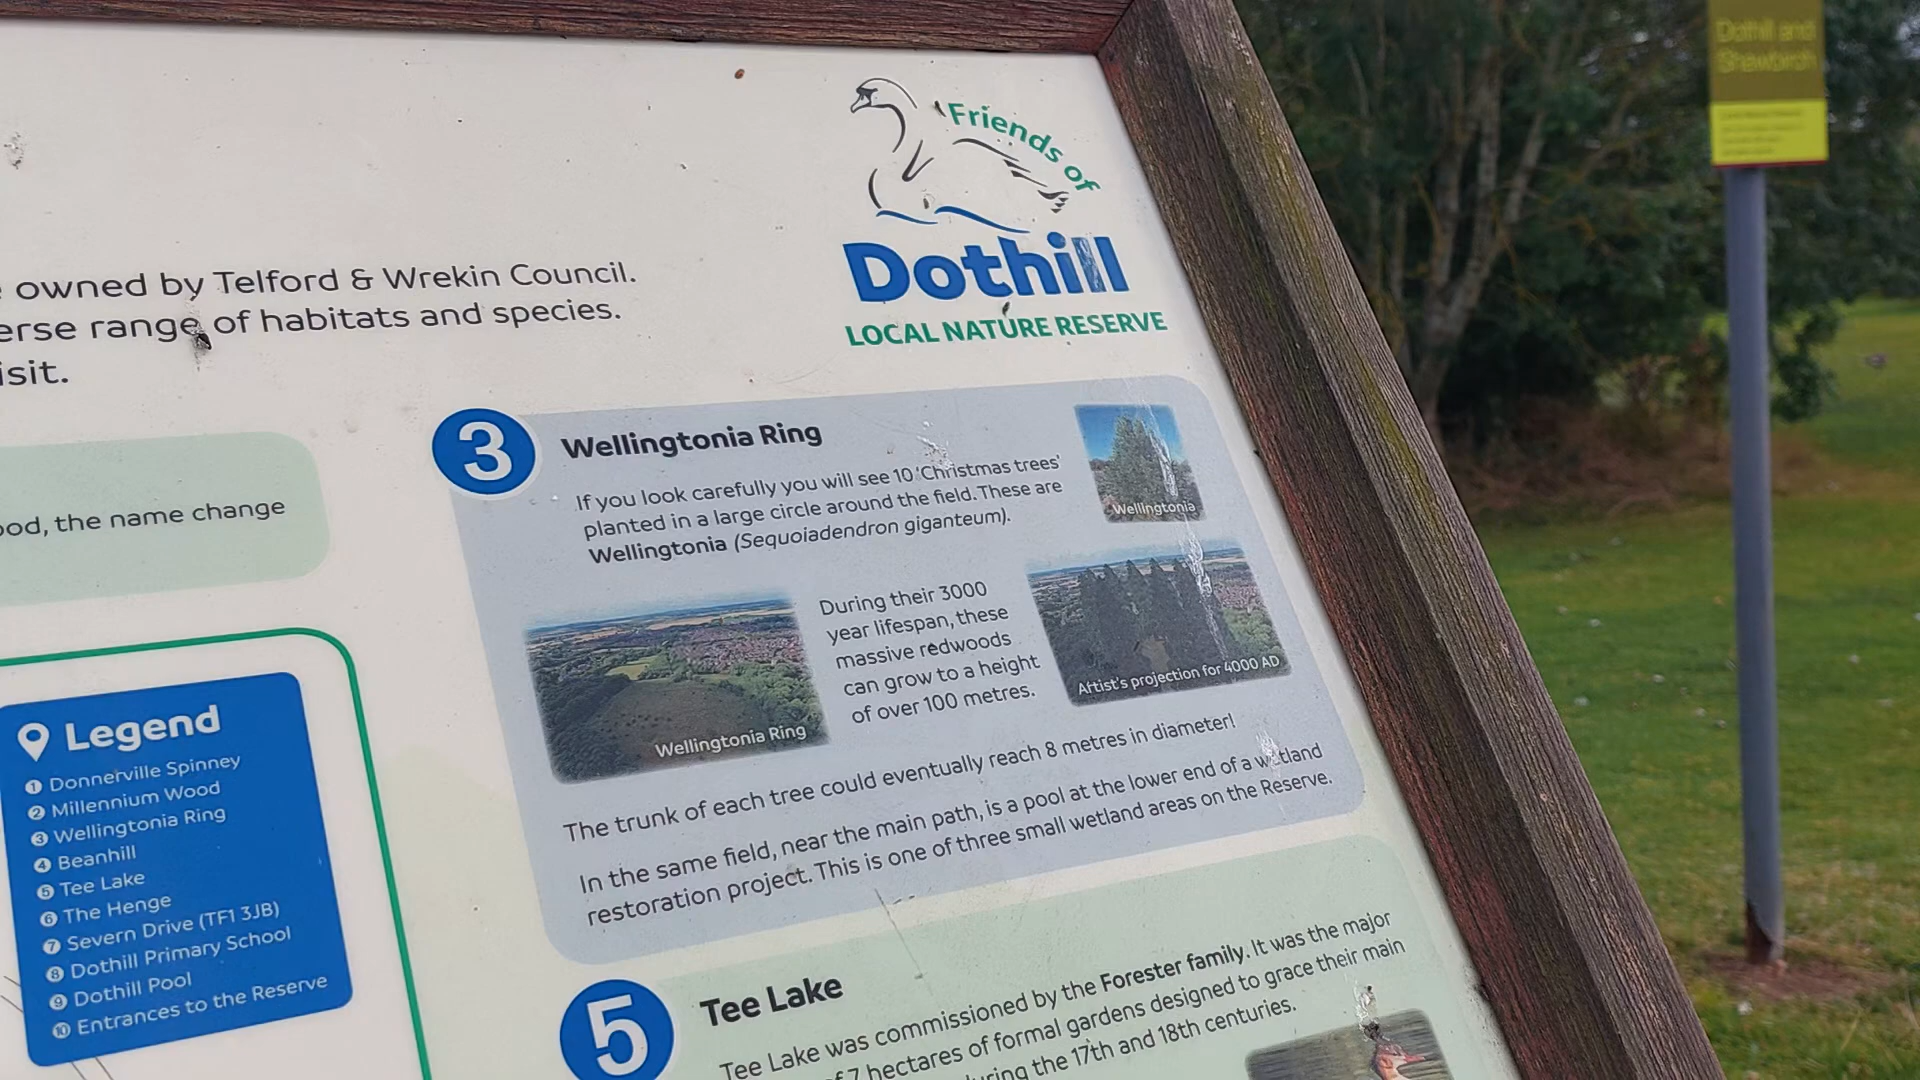 Friends of
Dothill
LOCAL NATURE RESERVE
owned by Telford & Wrekin Council.
erse range of habitats and species.
isit.
ood, the name change
Legend
1 Donnerville Spinney
2 Millennium Wood
3 Wellingtonia Ring
4 Beanhill
5 Tee Lake
6 The Henge
7 Severn Drive (TF1 3JB)
8 Dothill Primary School
9 Dothill Pool
10 Entrances to the Reserve
3 Wellingtonia Ring
If you look carefully you will see 10 'Christmas trees'
planted in a large circle around the field. These are
Wellingtonia (Sequoiadendron giganteum).
Wellingtonia
Wellingtonia Ring
During their 3000
year lifespan, these
massive redwoods
can grow to a height
of over 100 metres.
Artist's projection for 4000 AD
The trunk of each tree could eventually reach 8 metres in diameter!
In the same field, near the main path, is a pool at the lower end of a wetland
restoration project. This is one of three small wetland areas on the Reserve.
5 Tee Lake
Tee Lake was commissioned by the Forester family. It was the major
of 7 hectares of formal gardens designed to grace their main
during the 17th and 18th centuries.
Dothill and